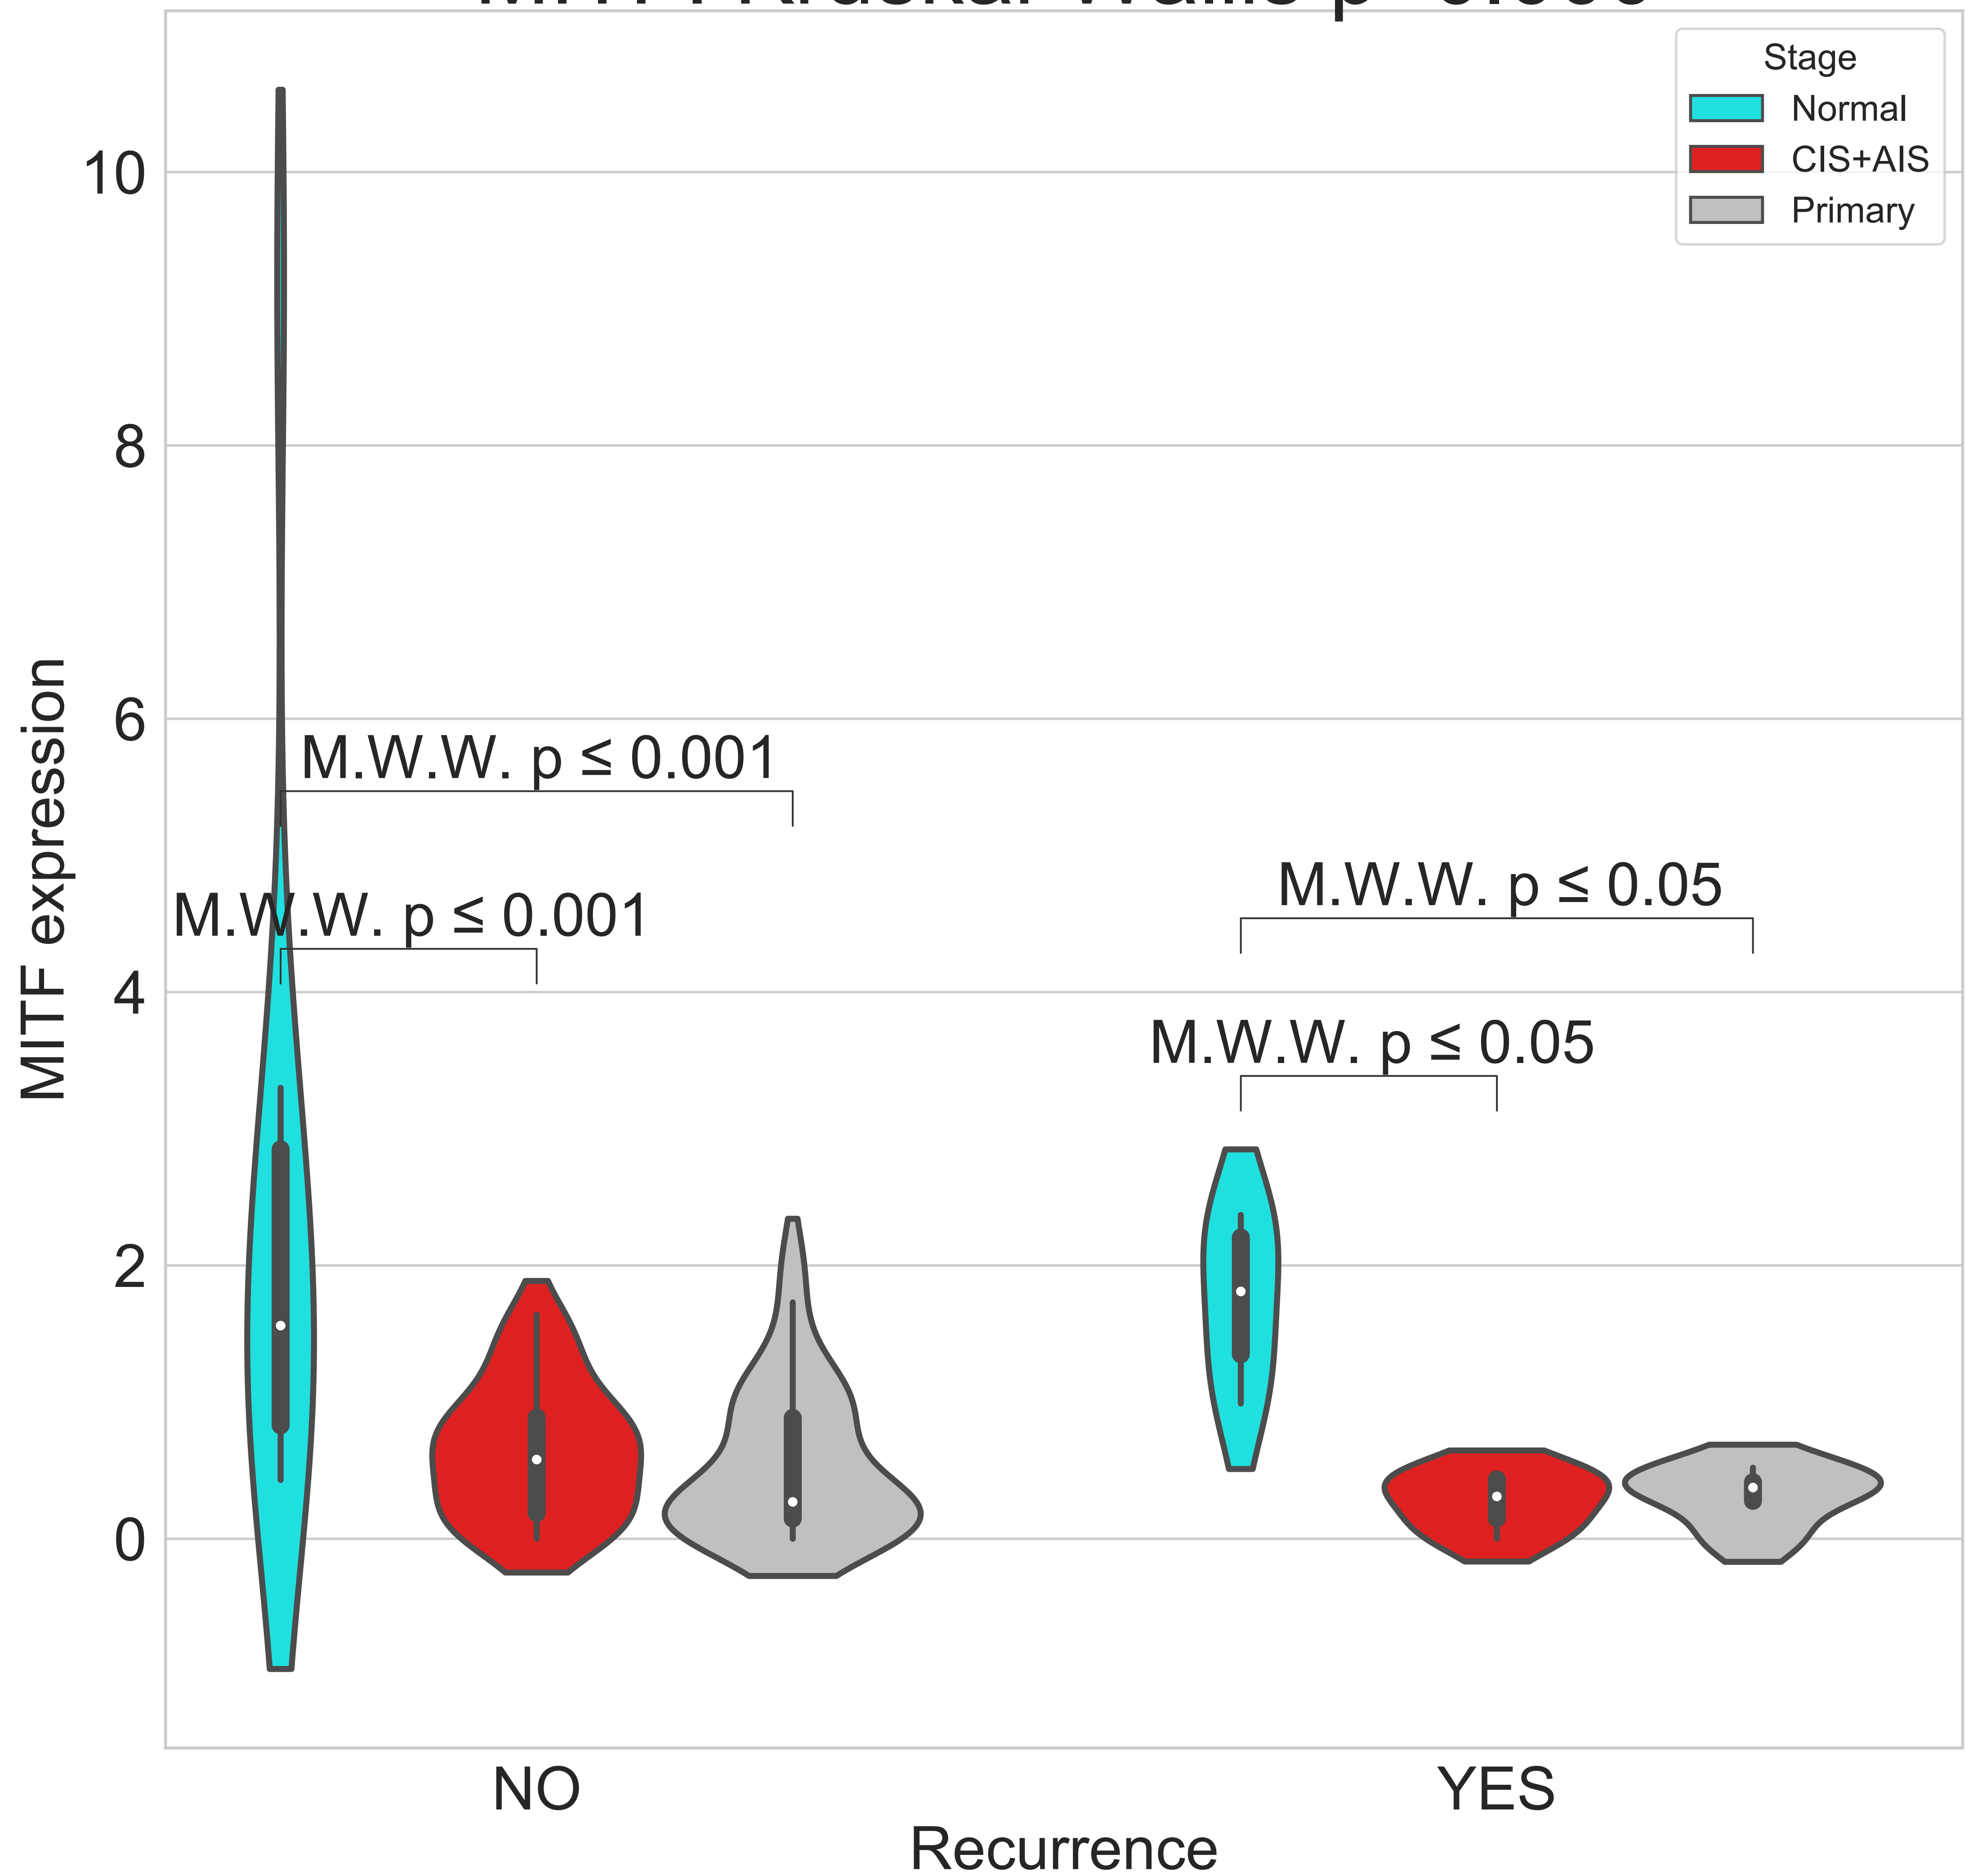 Stage
Normal
CIS+AIS
Primary
10
8
6
4
2
0
MITF expression
M.W.W. p ≤ 0.001
M.W.W. p ≤ 0.001
M.W.W. p ≤ 0.05
M.W.W. p ≤ 0.05
NO
YES
Recurrence